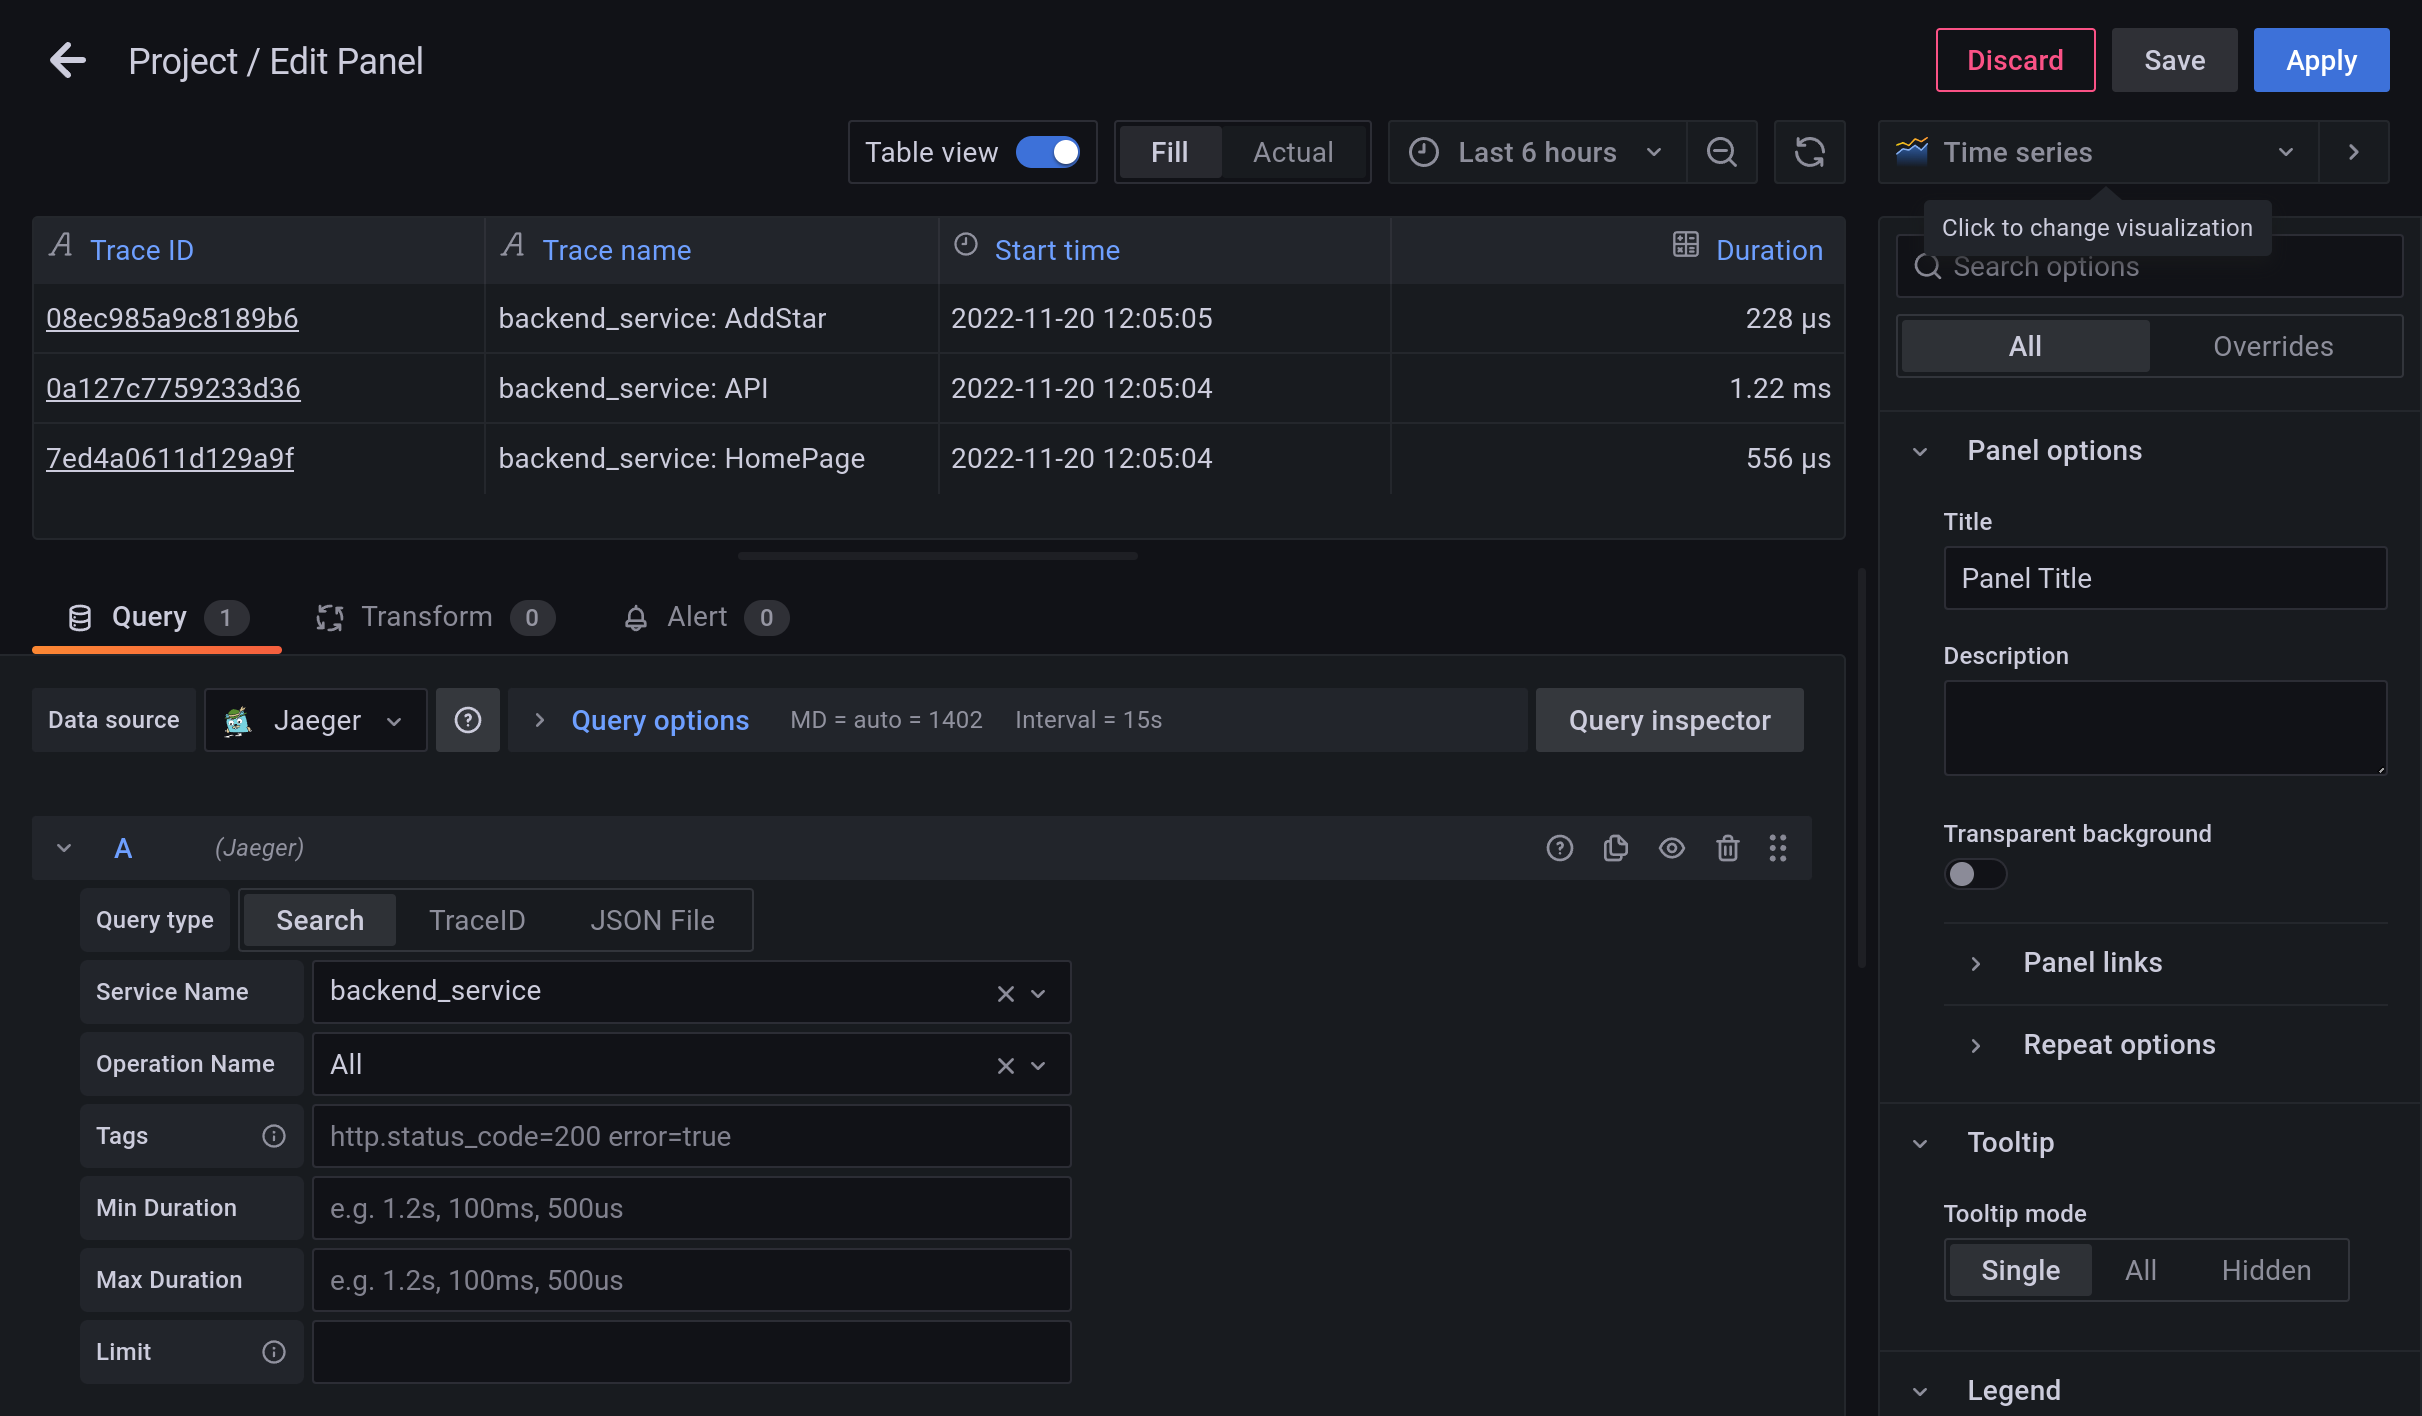 Project / Edit Panel
Discard
Save
Apply
Table view
Fill
Actual
Last 6 hours
Time series
Click to change visualization
Trace ID
Trace name
Start time
Duration
08ec985a9c8189b6
backend_service: AddStar
2022-11-20 12:05:05
228 µs
0a127c7759233d36
backend_service: API
2022-11-20 12:05:04
1.22 ms
7ed4a0611d129a9f
backend_service: HomePage
2022-11-20 12:05:04
556 µs
Query 1
Transform 0
Alert 0
Data source
Jaeger
Query options
MD = auto = 1402
Interval = 15s
Query inspector
A
(Jaeger)
Query type
Search
TraceID
JSON File
Service Name
backend_service
Operation Name
All
Tags
http.status_code=200 error=true
Min Duration
e.g. 1.2s, 100ms, 500us
Max Duration
e.g. 1.2s, 100ms, 500us
Limit
Search options
All
Overrides
Panel options
Title
Panel Title
Description
Transparent background
Panel links
Repeat options
Tooltip
Tooltip mode
Single
All
Hidden
Legend